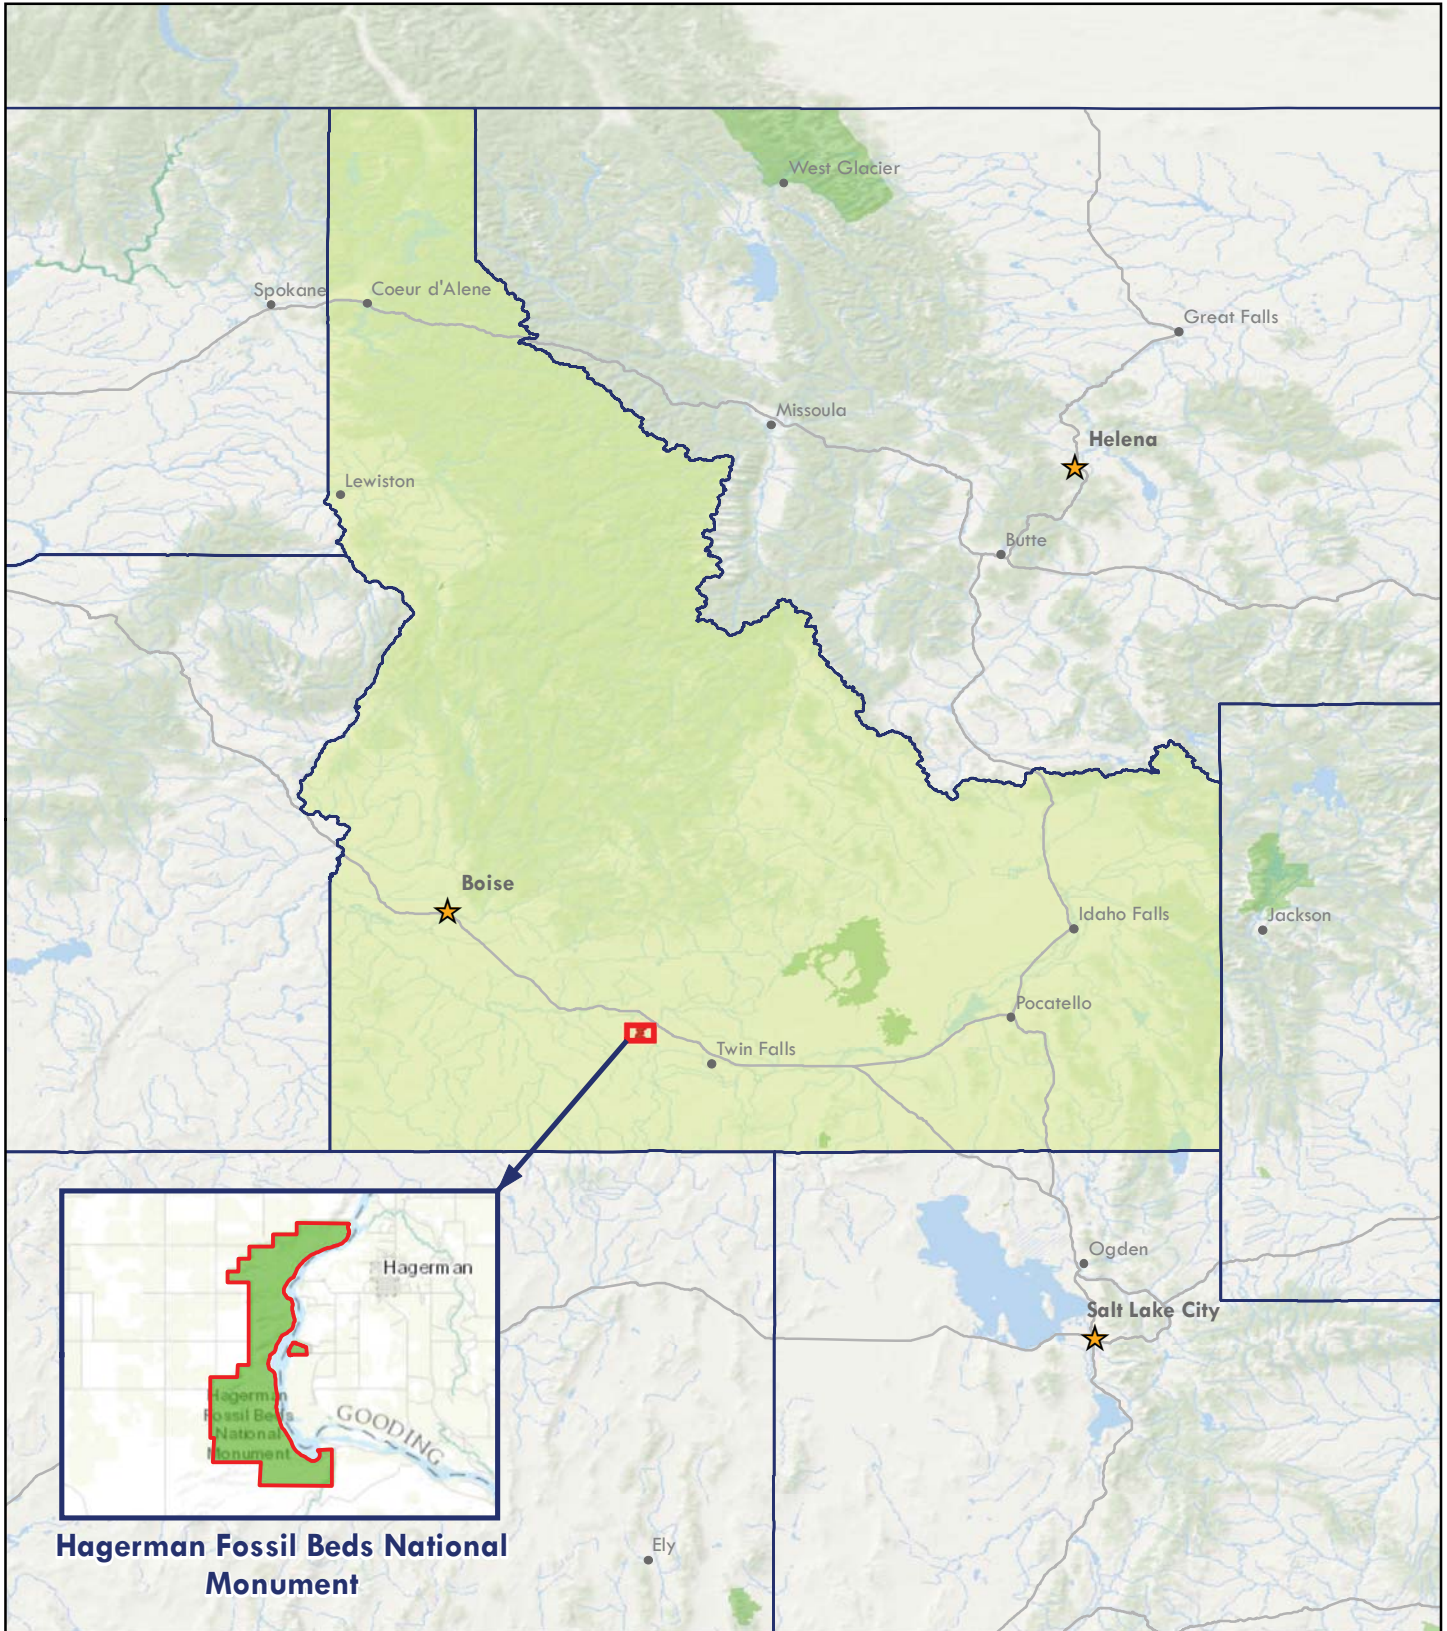 West Glacier
Spokane
Coeur d'Alene
Great Falls
Missoula
Helena
Lewiston
Butte
Boise
Idaho Falls
Jackson
Pocatello
Twin Falls
Ogden
Hagerman
Salt Lake City
Hagerman
Fossil Beds
National
Monument
GOODING
Hagerman Fossil Beds National
Monument
Ely